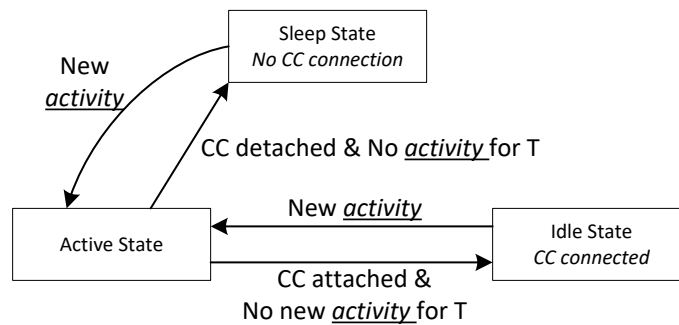 Sleep State
No CC connection
New
activity
CC detached & No activity for T
New activity
Active State
Idle State
CC connected
CC attached &
No new activity for T